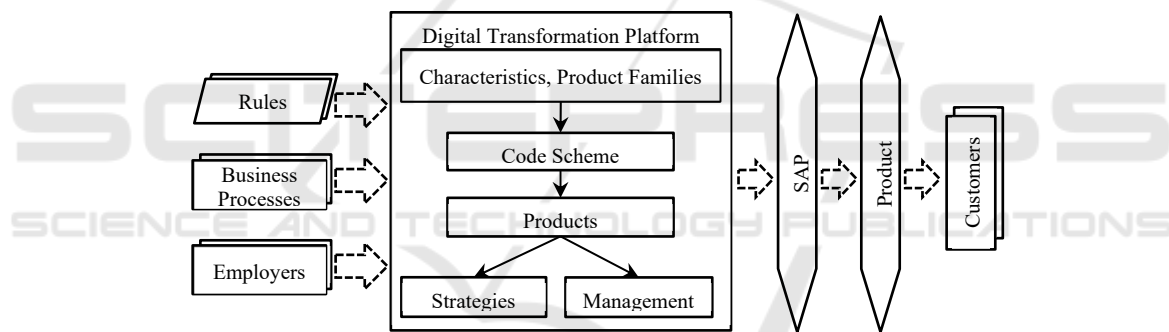 Digital Transformation Platform
Characteristics, Product Families
Rules
Code Scheme
Business
Processes
Products
Employers
Strategies
Management
SAP
Product
Customers
SCITEPRESS
SCIENCE AND TECHNOLOGY PUBLICATIONS